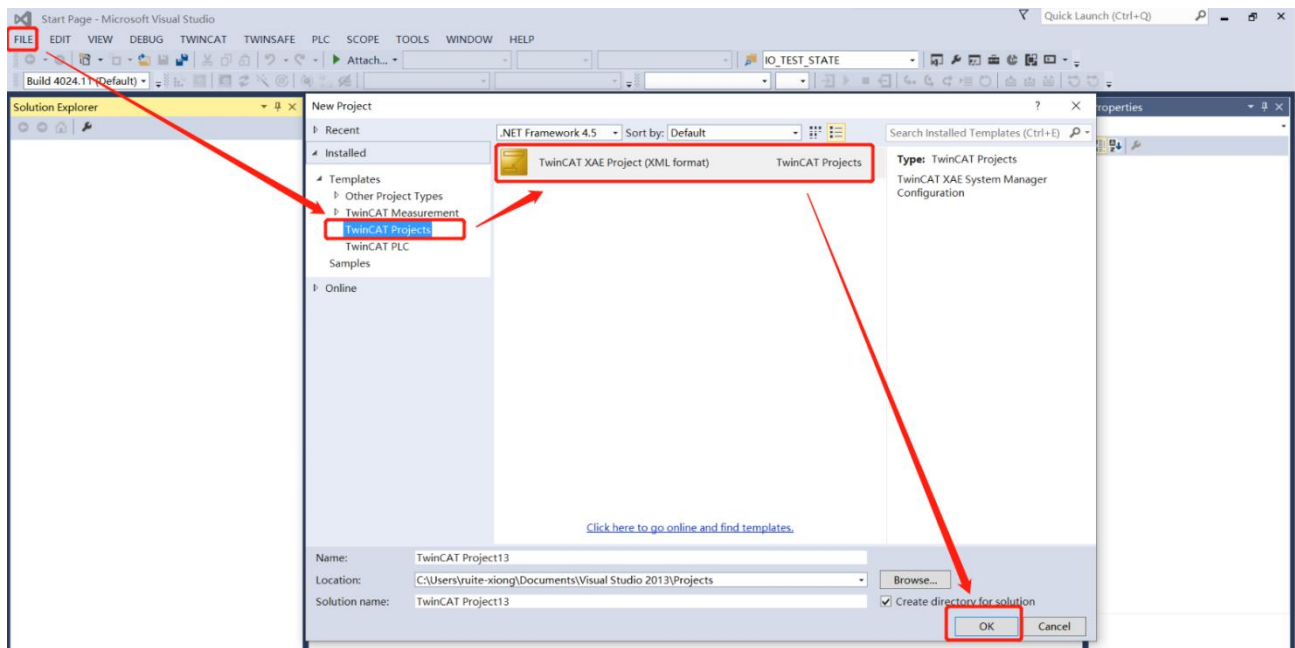 Start Page - Microsoft Visual Studio
Quick Launch (Ctrl+Q)
FILE EDIT VIEW DEBUG TWINCAT TWINSAFE PLC SCOPE TOOLS WINDOW HELP
Attach... IO_TEST_STATE
Build 4024.11 (Default)
Solution Explorer
New Project
Properties
Recent
.NET Framework 4.5 Sort by: Default
Search Installed Templates (Ctrl+E)
Installed
TwinCAT XAE Project (XML format) TwinCAT Projects
Type: TwinCAT Projects
TwinCAT XAE System Manager
Configuration
Templates
Other Project Types
TwinCAT Measurement
TwinCAT Projects
TwinCAT PLC
Samples
Online
Click here to go online and find templates.
Name: TwinCAT Project13
Location: C:\Users\ruite-xiong\Documents\Visual Studio 2013\Projects
Browse...
Solution name: TwinCAT Project13
Create directory for solution
OK Cancel